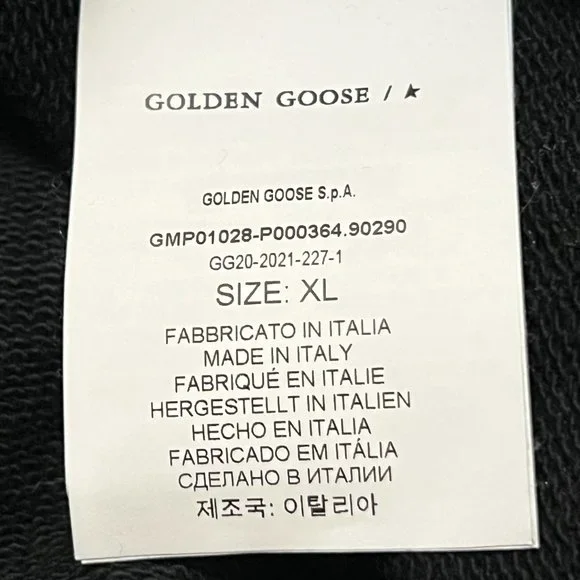 GOLDEN GOOSE / ★
GOLDEN GOOSE S.p.A.
GMP01028-P000364.90290
GG20-2021-227-1
SIZE: XL
FABBRICATO IN ITALIA
MADE IN ITALY
FABRIQUÉ EN ITALIE
HERGESTELLT IN ITALIEN
HECHO EN ITALIA
FABRICADO EM ITÁLIA
СДЕЛАНО В ИТАЛИИ
제조국: 이탈리아